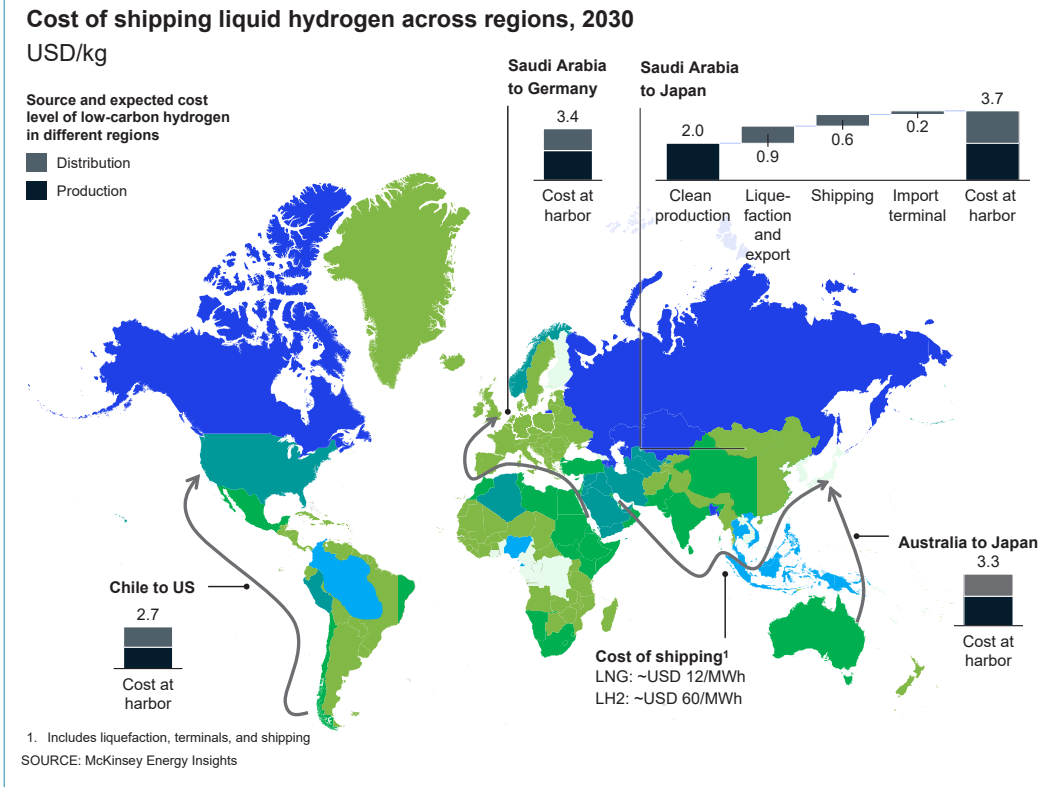 Cost of shipping liquid hydrogen across regions, 2030
USD/kg
Source and expected cost
level of low-carbon hydrogen
in different regions
Distribution
Production
Saudi Arabia
to Germany
3.4
Cost at
harbor
Saudi Arabia
to Japan
2.0
0.9
0.6
0.2
3.7
Clean
production
Lique-
faction
and
export
Shipping
Import
terminal
Cost at
harbor
Chile to US
2.7
Cost at
harbor
Australia to Japan
3.3
Cost at
harbor
Cost of shipping¹
LNG: ~USD 12/MWh
LH2: ~USD 60/MWh
1. Includes liquefaction, terminals, and shipping
SOURCE: McKinsey Energy Insights